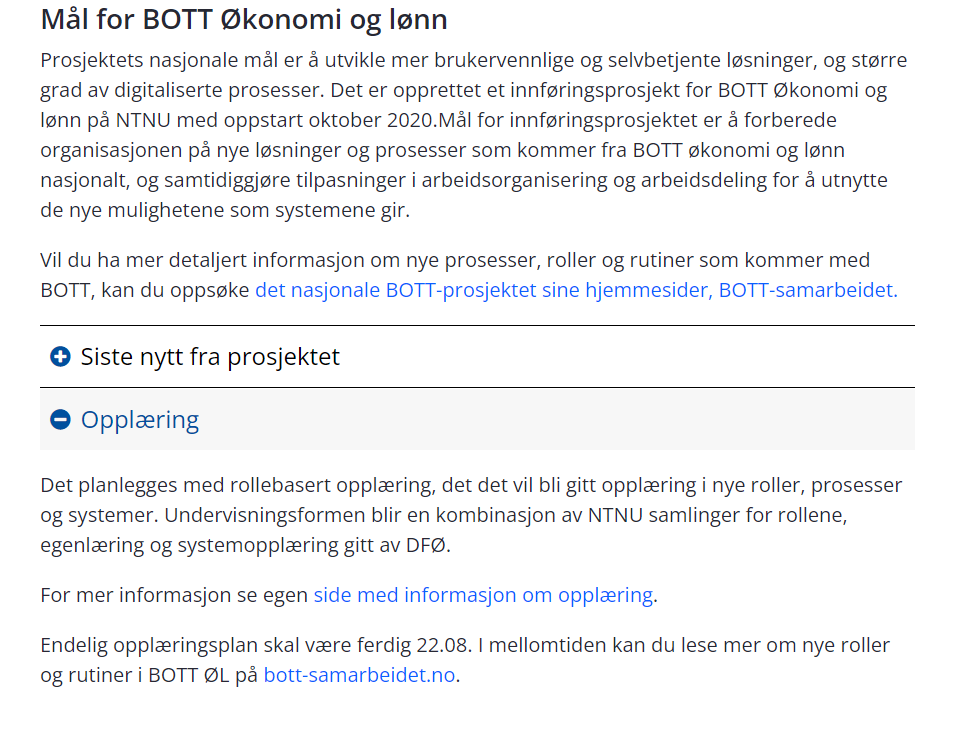 Mål for BOTT Økonomi og lønn
Prosjektets nasjonale mål er å utvikle mer brukervennlige og selvbetjente løsninger, og større
grad av digitaliserte prosesser. Det er opprettet et innføringsprosjekt for BOTT Økonomi og
lønn på NTNU med oppstart oktober 2020.Mål for innføringsprosjektet er å forberede
organisasjonen på nye løsninger og prosesser som kommer fra BOTT økonomi og lønn
nasjonalt, og samtidiggjøre tilpasninger i arbeidsorganisering og arbeidsdeling for å utnytte
de nye mulighetene som systemene gir.
Vil du ha mer detaljert informasjon om nye prosesser, roller og rutiner som kommer med
BOTT, kan du oppsøke det nasjonale BOTT-prosjektet sine hjemmesider, BOTT-samarbeidet.
Siste nytt fra prosjektet
Opplæring
Det planlegges med rollebasert opplæring, det det vil bli gitt opplæring i nye roller, prosesser
og systemer. Undervisningsformen blir en kombinasjon av NTNU samlinger for rollene,
egenlæring og systemopplæring gitt av DFØ.
For mer informasjon se egen side med informasjon om opplæring.
Endelig opplæringsplan skal være ferdig 22.08. I mellomtiden kan du lese mer om nye roller
og rutiner i BOTT ØL på bott-samarbeidet.no.